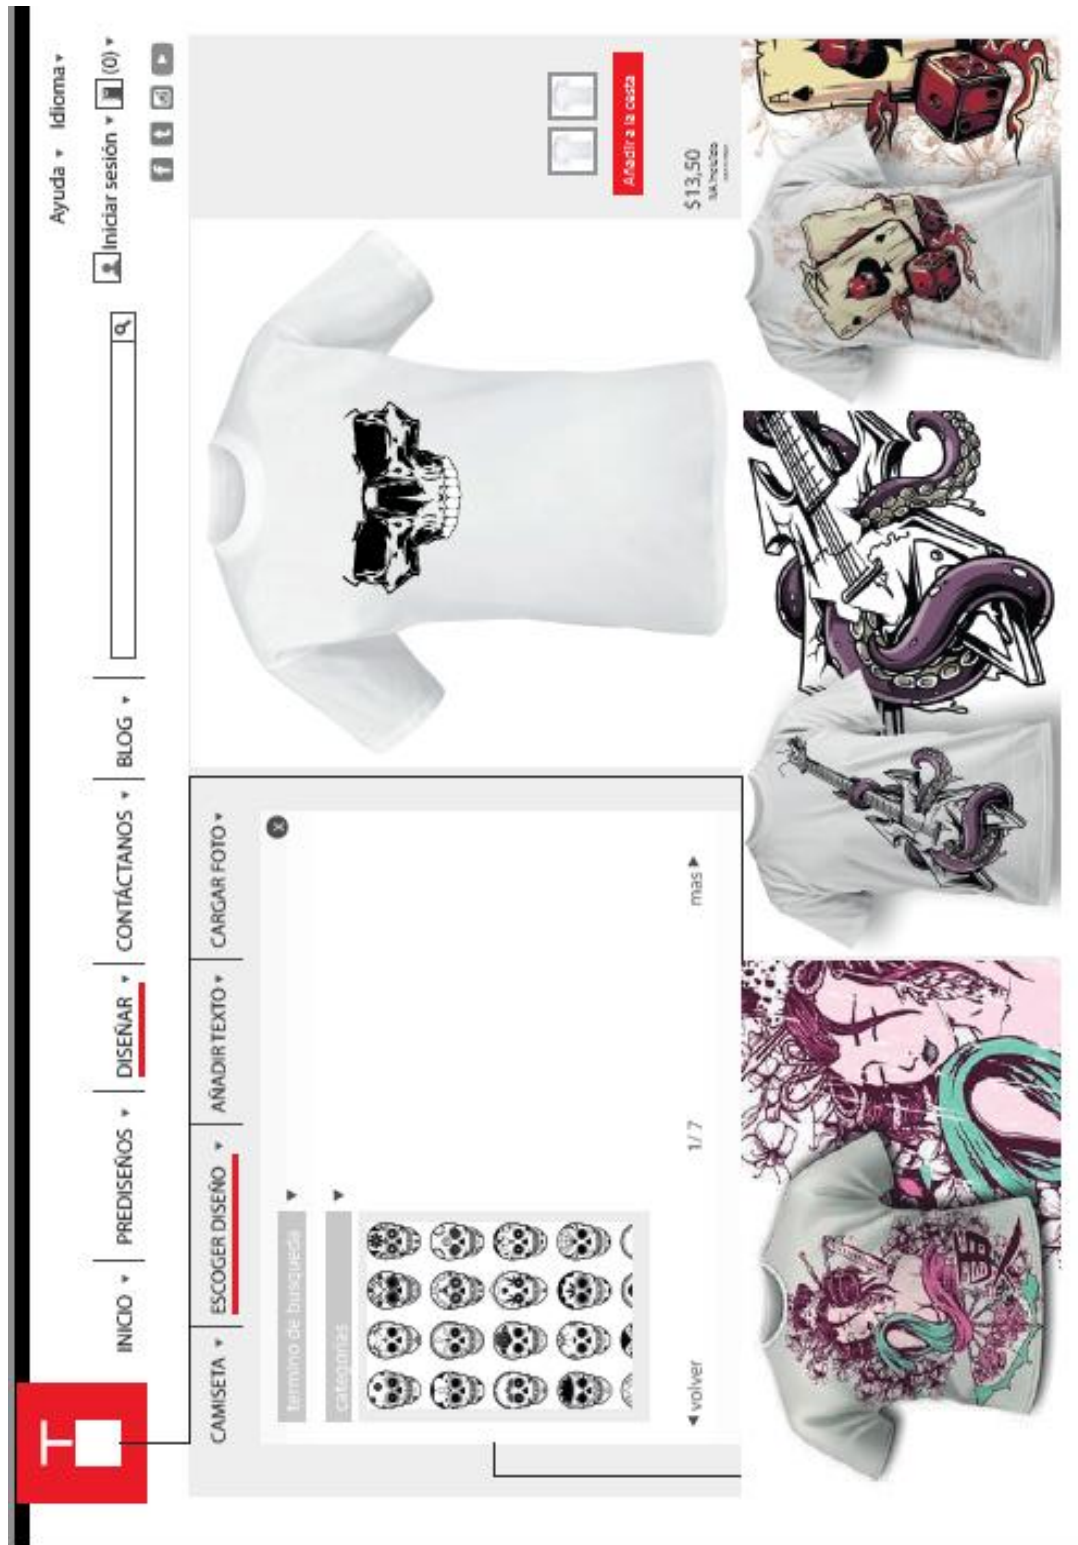 Ayuda Idioma
Iniciar sesión (0)
INICIO PREDISEÑOS DISEÑAR CONTÁCTANOS BLOG
CAMISETA ESCOGER DISEÑO AÑADIR TEXTO CARGAR FOTO
X
termino de busqueda
categorias
volver 1/7 mas
Añadir a la cesta
$13,50